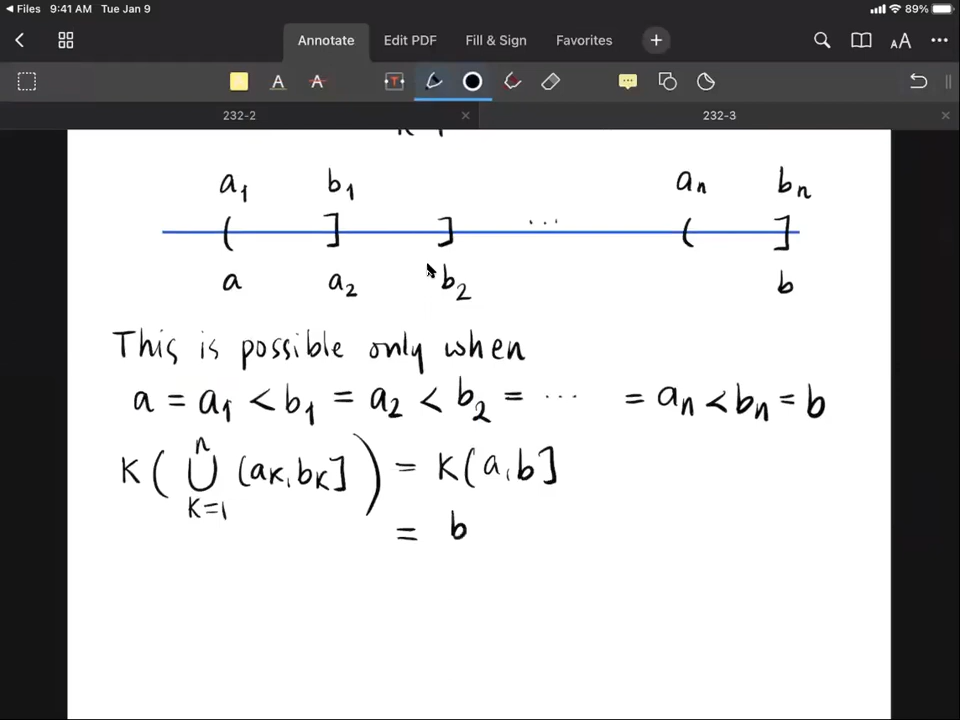 Files 9:41 AM Tue Jan 9 89%
Annotate Edit PDF Fill & Sign Favorites
232-2 232-3
a₁ b₁ aₙ bₙ
( ] ] ... ( ]
a a₂ b₂ b
This is possible only when
a = a₁ < b₁ = a₂ < b₂ = ... = aₙ < bₙ = b
K( ⋃ₖ₌₁ⁿ (aₖ, bₖ] ) = K(a, b]
= b